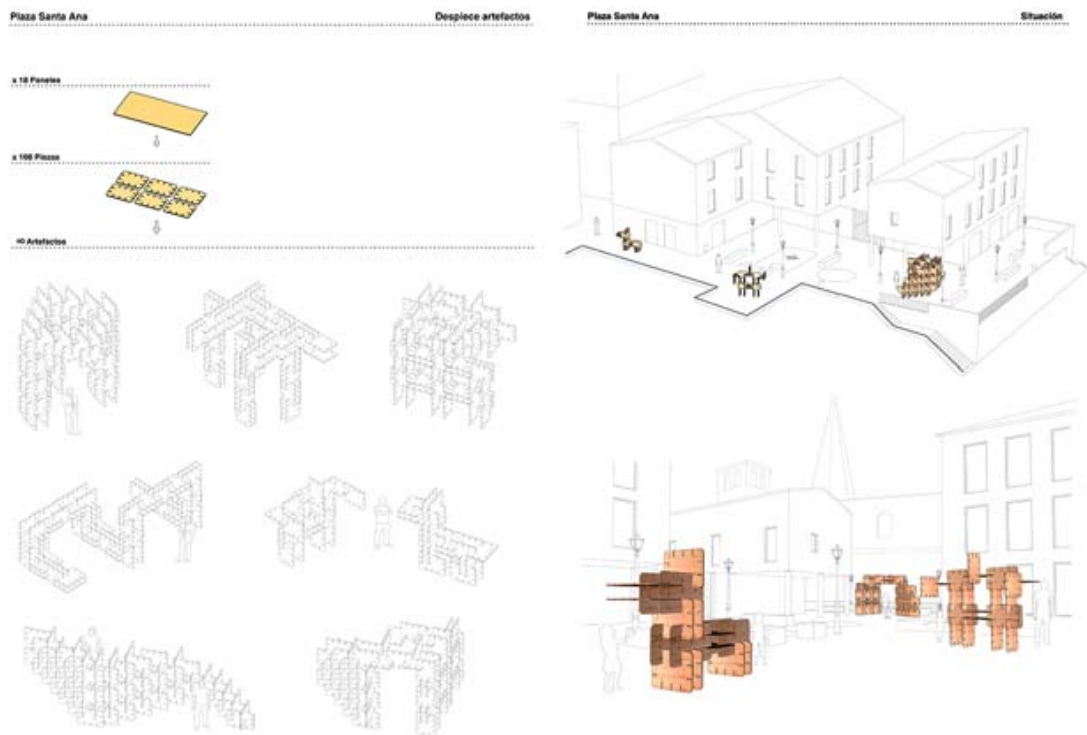 Plaza Santa Ana
Despiece artefactos
x 18 Paneles
x 108 Piezas
∞ Artefactos
Plaza Santa Ana
Situación